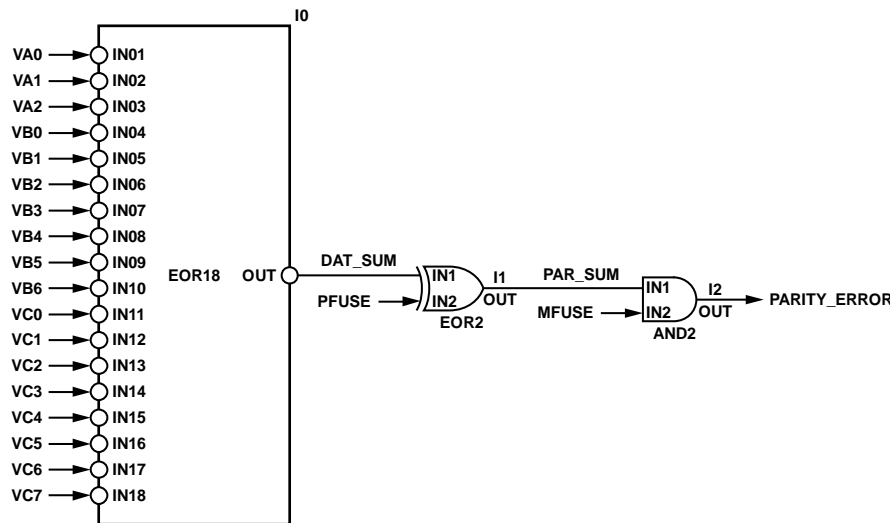 I0
VA0 IN01
VA1 IN02
VA2 IN03
VB0 IN04
VB1 IN05
VB2 IN06
VB3 IN07
VB4 IN08
VB5 IN09
VB6 IN10
VC0 IN11
VC1 IN12
VC2 IN13
VC3 IN14
VC4 IN15
VC5 IN16
VC6 IN17
VC7 IN18
EOR18 OUT
DAT_SUM
PFUSE
IN1
IN2
I1
OUT
EOR2
PAR_SUM
MFUSE
IN1
IN2
I2
OUT
AND2
PARITY_ERROR